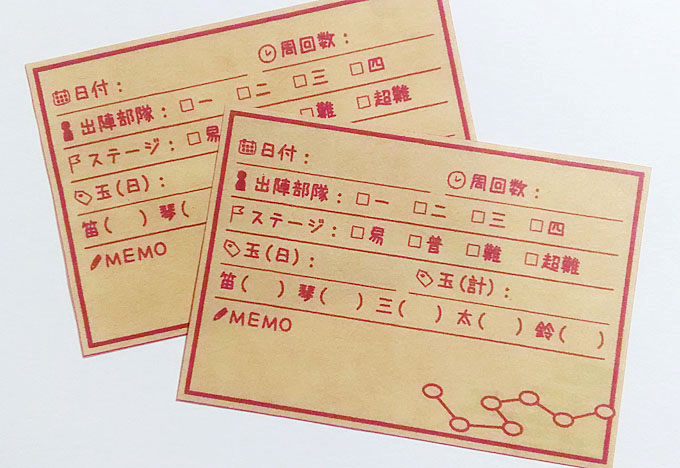 日付： 周回数：
出陣部隊：□一 □二 □三 □四
ステージ：□易 □難 □超難
玉(日)：
笛( ) 琴(
MEMO
日付： 周回数：
出陣部隊：□一 □二 □三 □四
ステージ：□易 □普 □難 □超難
玉(日)： 玉(計)：
笛( ) 琴( ) 三( ) 太( ) 鈴( )
MEMO